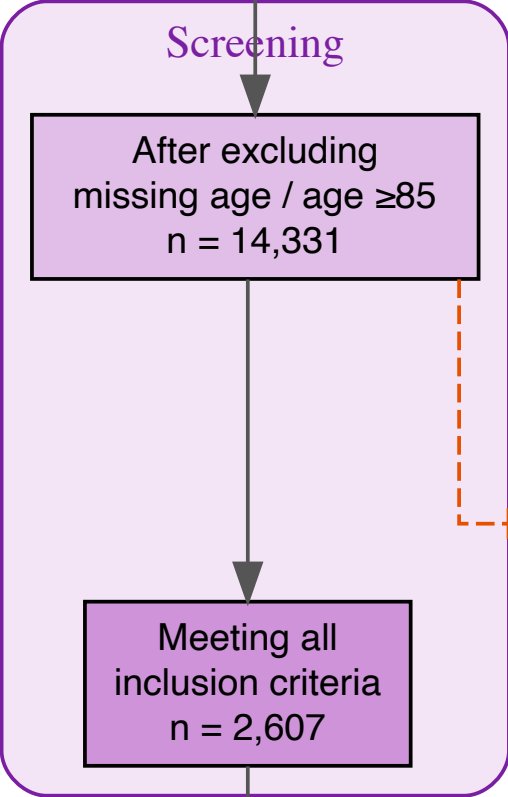 Screening
After excluding
missing age / age ≥85
n = 14,331
Meeting all
inclusion criteria
n = 2,607